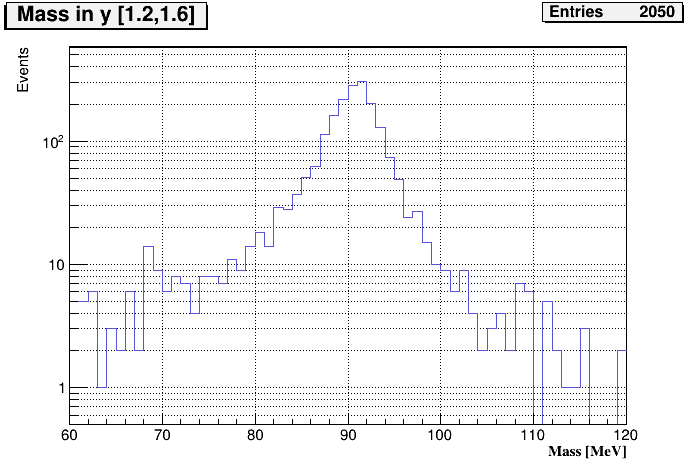 Mass in y [1.2,1.6]
Entries 2050
Events
10²
10
1
60 70 80 90 100 110 120
Mass [MeV]